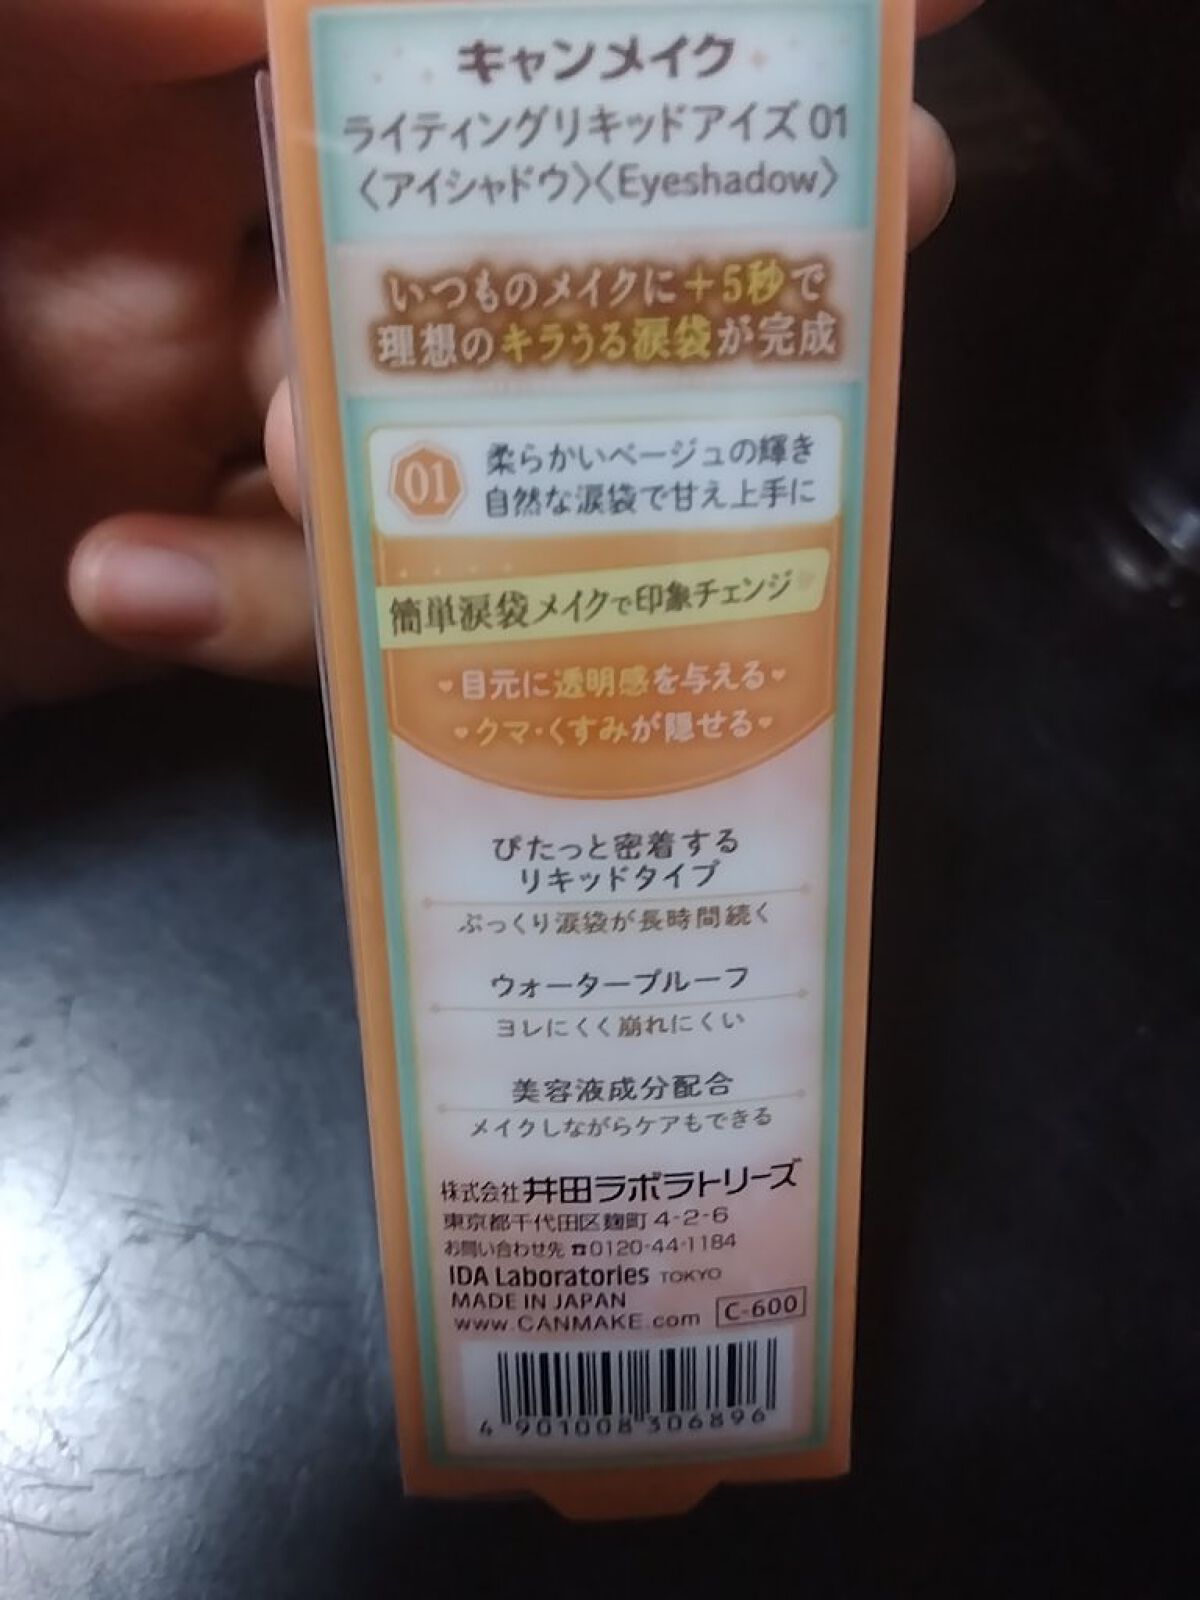 キャンメイク
ライティングリキッドアイズ 01
〈アイシャドウ〉〈Eyeshadow〉
いつものメイクに+5秒で
理想のキラうる涙袋が完成
01
柔らかいベージュの輝き
自然な涙袋で甘え上手に
簡単涙袋メイクで印象チェンジ
♥目元に透明感を与える♥
♥クマ・くすみが隠せる♥
ぴたっと密着する
リキッドタイプ
ぷっくり涙袋が長時間続く
ウォータープルーフ
ヨレにくく崩れにくい
美容液成分配合
メイクしながらケアもできる
株式会社 井田ラボラトリーズ
東京都千代田区麹町 4-2-6
お問い合わせ先 ☎0120-44-1184
IDA Laboratories TOKYO
MADE IN JAPAN
www.CANMAKE.com C-600
4 901008 306896